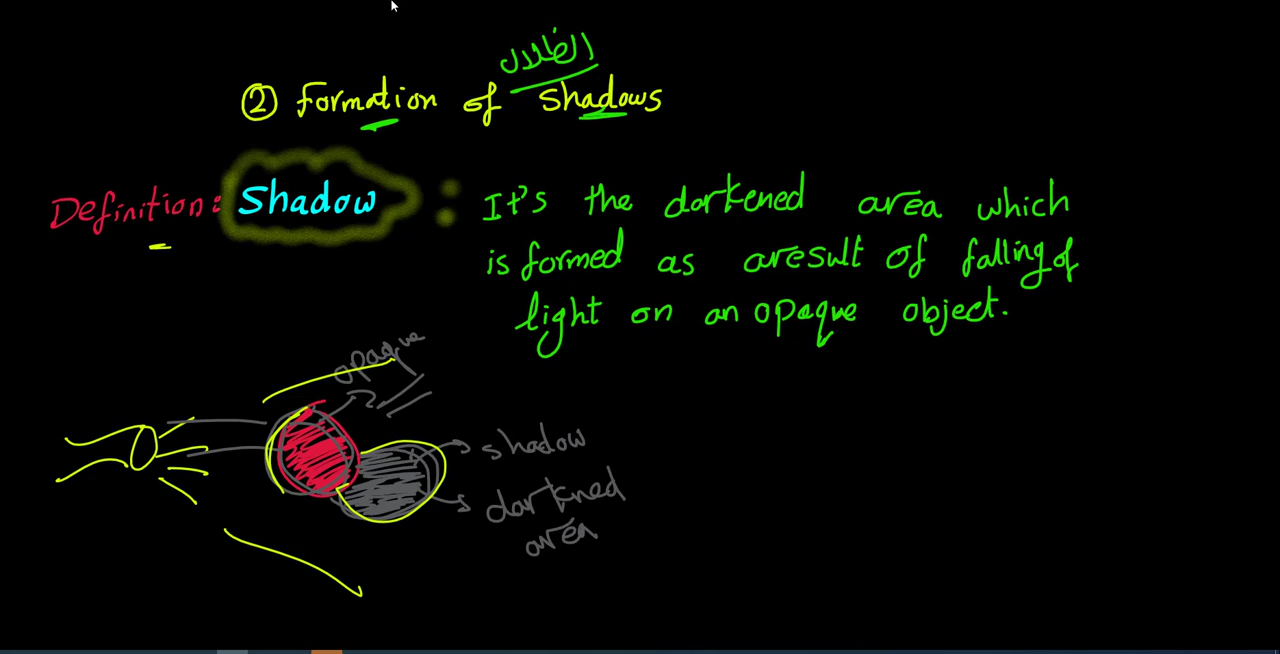 الظلال
② Formation of Shadows
Definition: Shadow : It's the darkened area which
is formed as aresult of falling of
light on an opaque object.
opaque
shadow
darkned
area